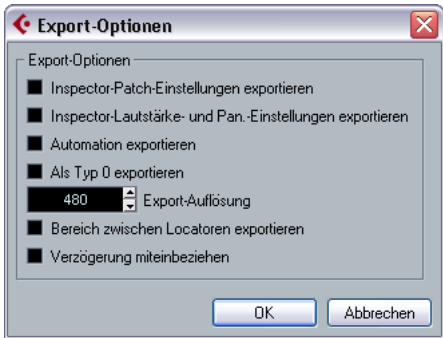 Export-Optionen
Export-Optionen
Inspector-Patch-Einstellungen exportieren
Inspector-Lautstärke- und Pan.-Einstellungen exportieren
Automation exportieren
Als Typ 0 exportieren
480 Export-Auflösung
Bereich zwischen Locatoren exportieren
Verzögerung miteinbeziehen
OK Abbrechen